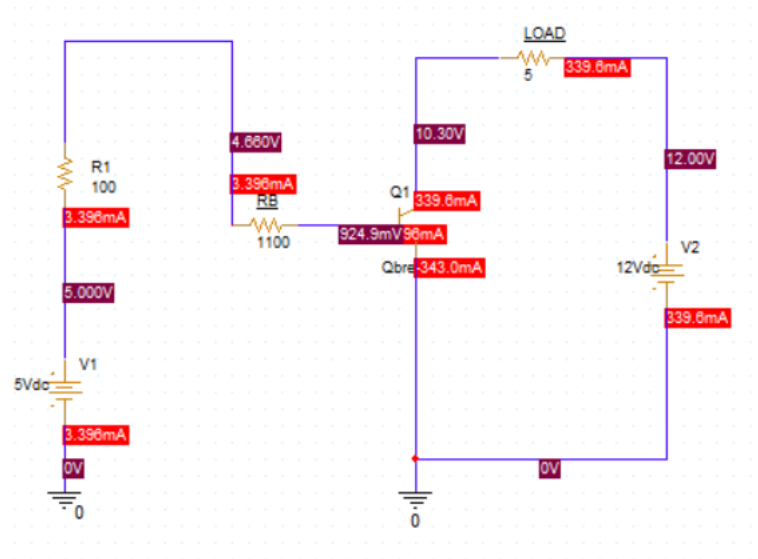 LOAD
5
339.6mA
4.660V
10.30V
12.00V
R1
100
3.396mA
RB
3.396mA
1100
Q1
339.6mA
924.9mV
96mA
Qbre
-343.0mA
V2
12Vdc
339.6mA
5.000V
V1
5Vdc
3.396mA
0V
0
0V
0